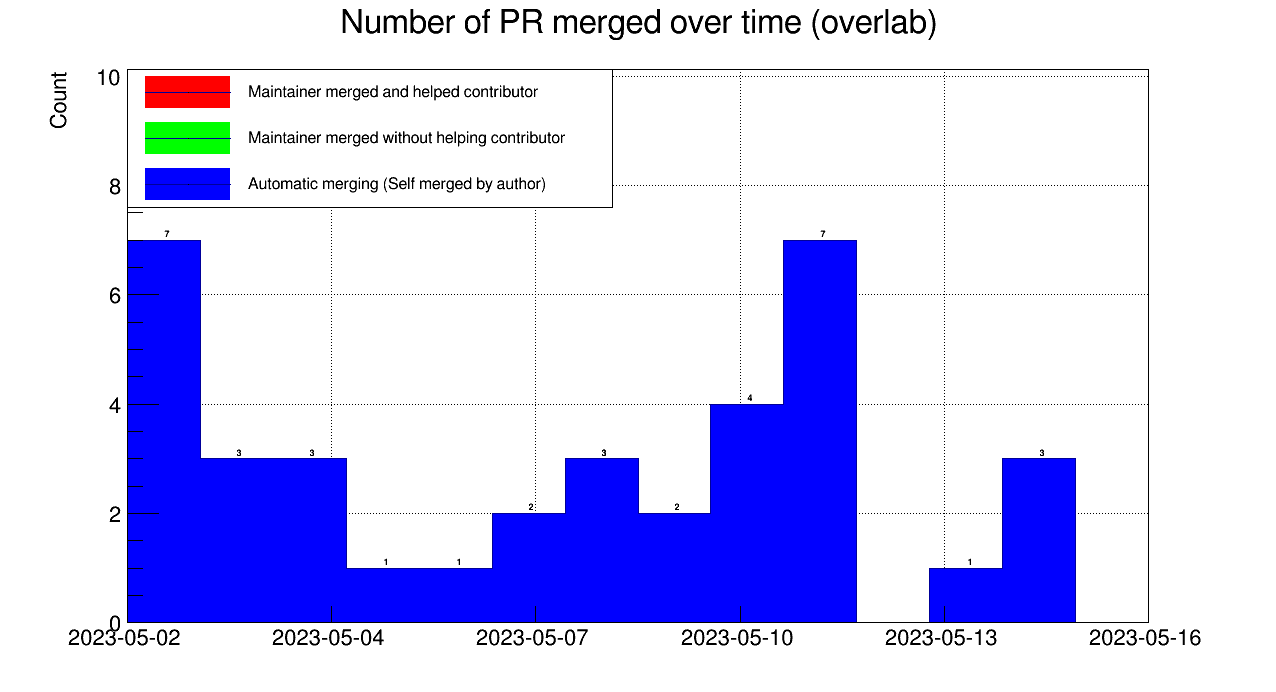 Number of PR merged over time (overlab)
Count
10
8
6
4
2
0
Maintainer merged and helped contributor
Maintainer merged without helping contributor
Automatic merging (Self merged by author)
7 3 3 1 1 2 3 2 4 7 1 3
2023-05-02 2023-05-04 2023-05-07 2023-05-10 2023-05-13 2023-05-16